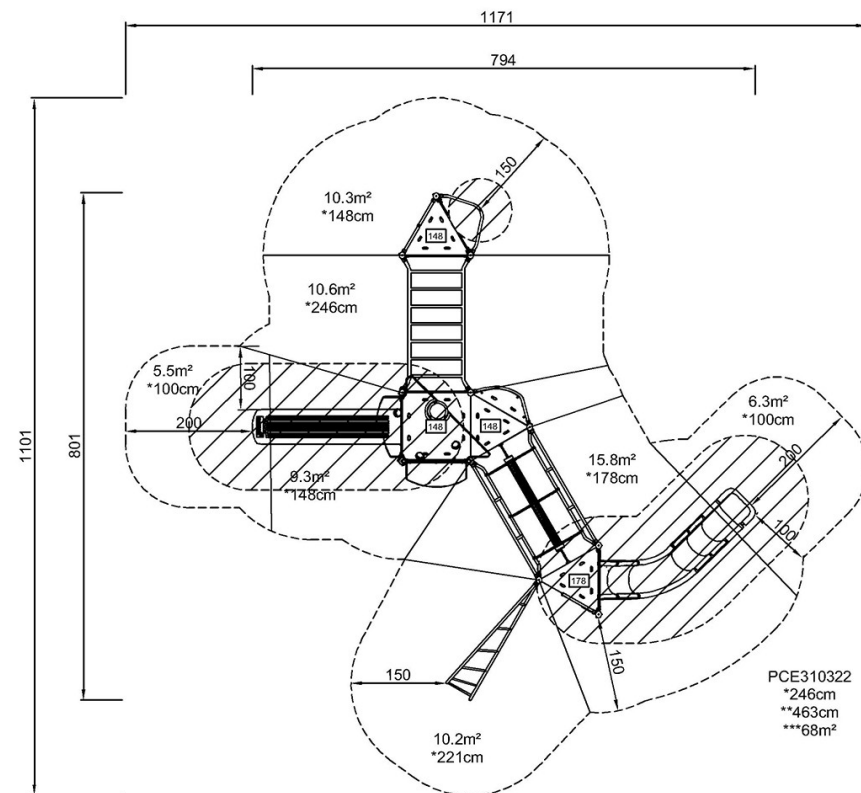 1171
794
150
10.3m²
*148cm
148
10.6m²
*246cm
5.5m²
*100cm
100
6.3m²
*100cm
200
1101
801
148
148
200
15.8m²
*178cm
9.3m²
*148cm
100
178
150
150
PCE310322
*246cm
**463cm
***68m²
10.2m²
*221cm